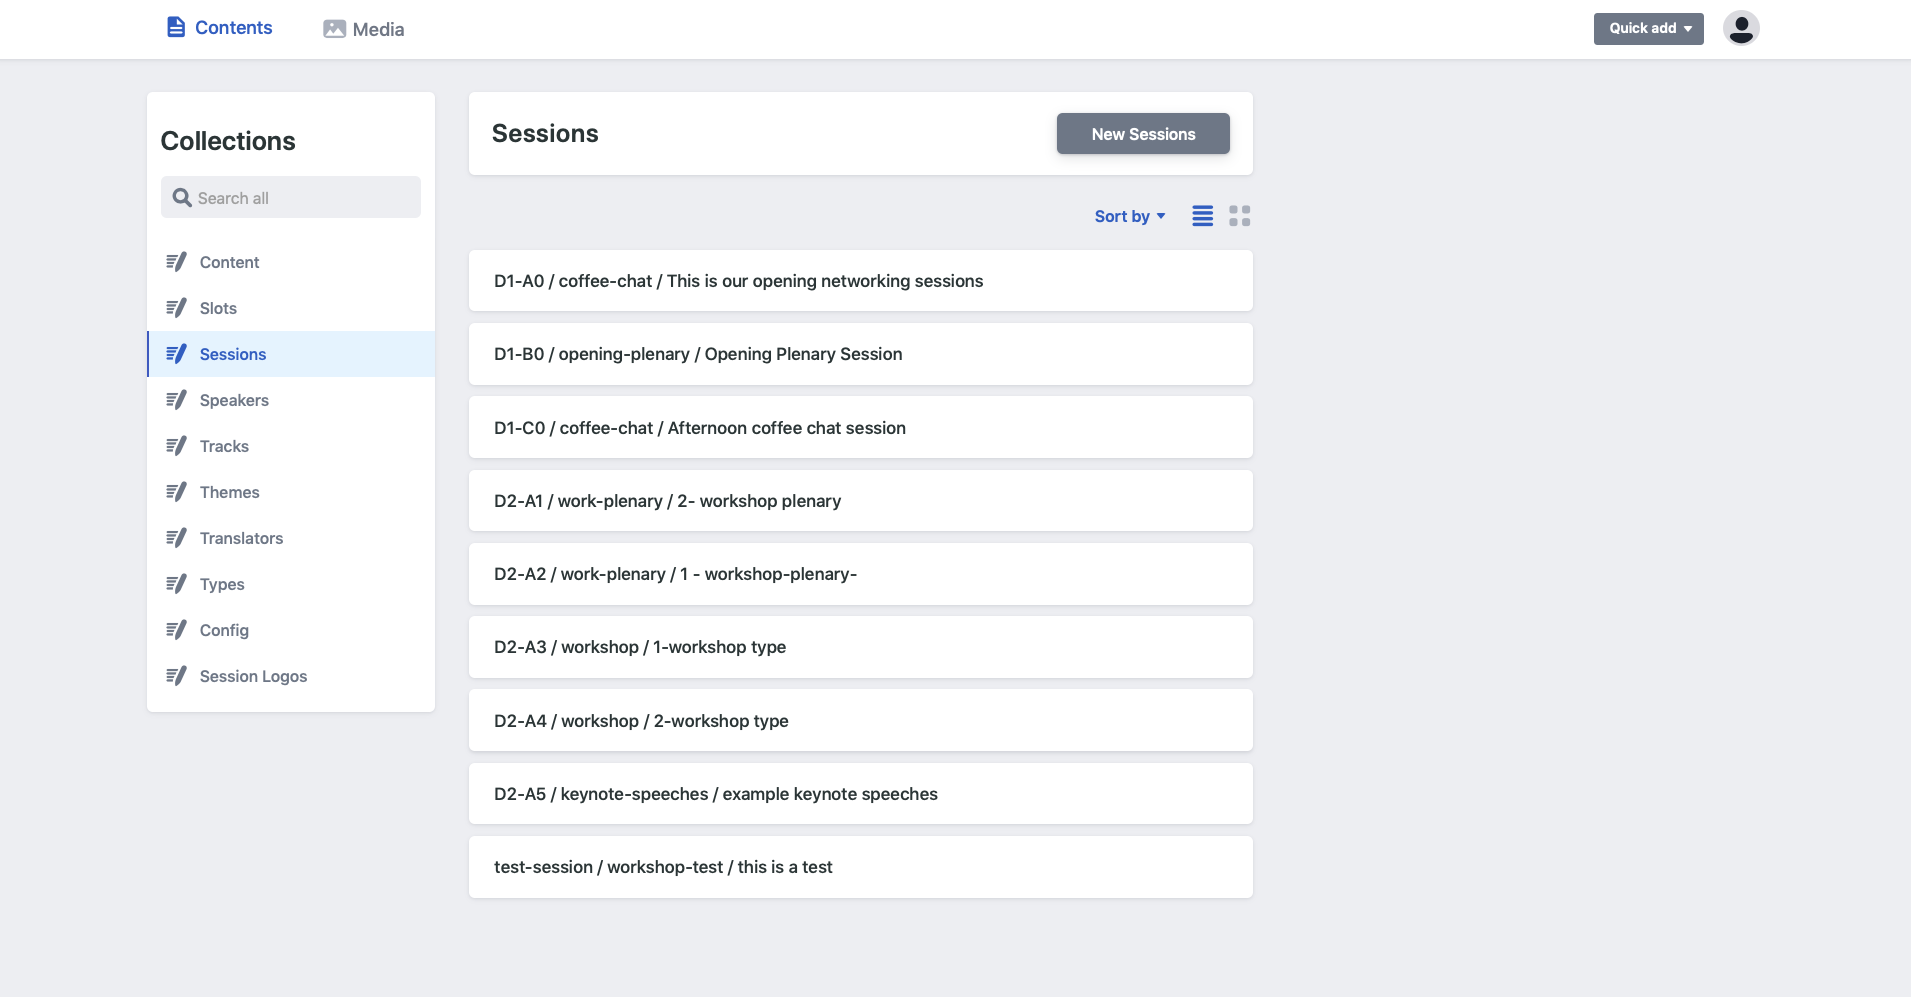 Contents
Media
Quick add
Collections
Search all
Content
Slots
Sessions
Speakers
Tracks
Themes
Translators
Types
Config
Session Logos
Sessions
New Sessions
Sort by
D1-A0 / coffee-chat / This is our opening networking sessions
D1-B0 / opening-plenary / Opening Plenary Session
D1-C0 / coffee-chat / Afternoon coffee chat session
D2-A1 / work-plenary / 2- workshop plenary
D2-A2 / work-plenary / 1 - workshop-plenary-
D2-A3 / workshop / 1-workshop type
D2-A4 / workshop / 2-workshop type
D2-A5 / keynote-speeches / example keynote speeches
test-session / workshop-test / this is a test